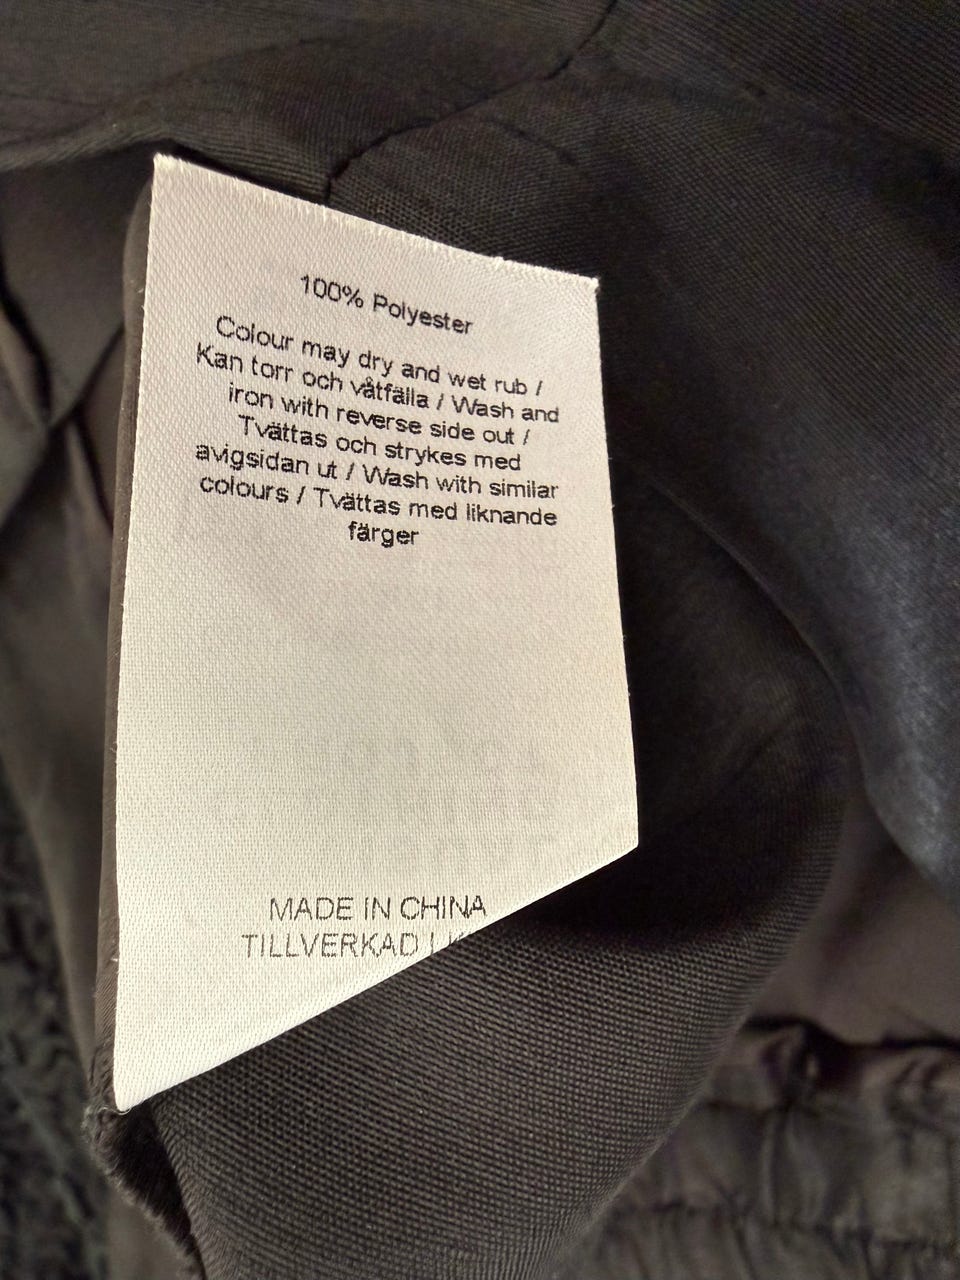 100% Polyester
Colour may dry and wet rub /
Kan torr och våtfälla / Wash and
iron with reverse side out /
Tvättas och strykes med
avigsidan ut / Wash with similar
colours / Tvättas med liknande
färger
MADE IN CHINA
TILLVERKAD I